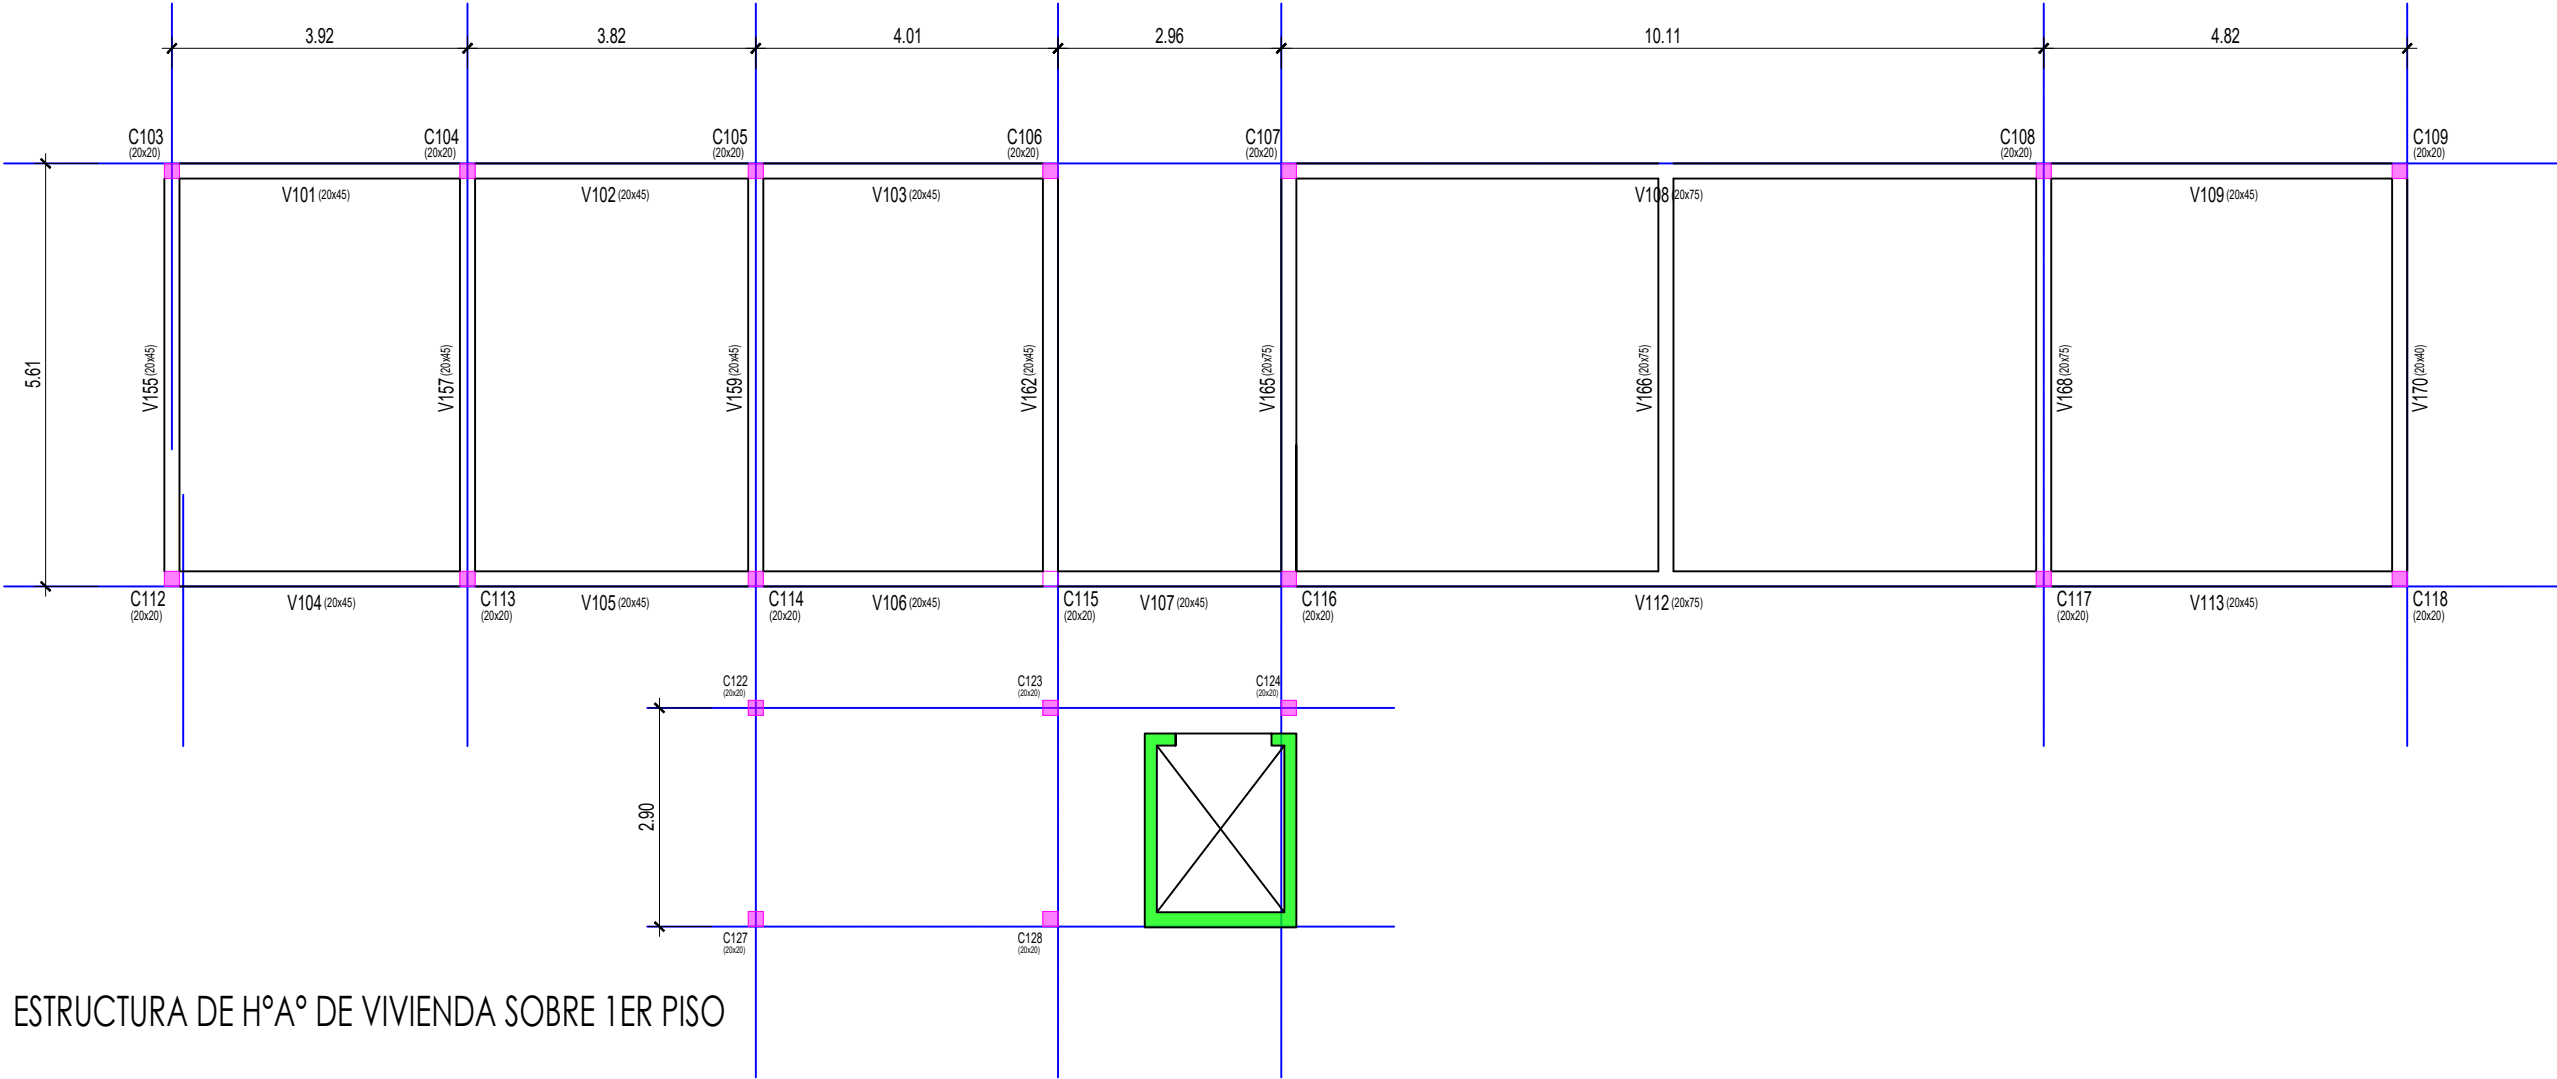 3.92
3.82
4.01
2.96
10.11
4.82
C103
(20x20)
C104
(20x20)
C105
(20x20)
C106
(20x20)
C107
(20x20)
C108
(20x20)
C109
(20x20)
V101 (20x45)
V102 (20x45)
V103 (20x45)
V108 (20x75)
V109 (20x45)
5.61
V155 (20x45)
V157 (20x45)
V159 (20x45)
V162 (20x45)
V165 (20x75)
V166 (20x75)
V168 (20x75)
V170 (20x40)
C112
(20x20)
V104 (20x45)
C113
(20x20)
V105 (20x45)
C114
(20x20)
V106 (20x45)
C115
(20x20)
V107 (20x45)
C116
(20x20)
V112 (20x75)
C117
(20x20)
V113 (20x45)
C118
(20x20)
C122
(20x20)
C123
(20x20)
C124
(20x20)
2.90
C127
(20x20)
C128
(20x20)
ESTRUCTURA DE HºAº DE VIVIENDA SOBRE 1ER PISO